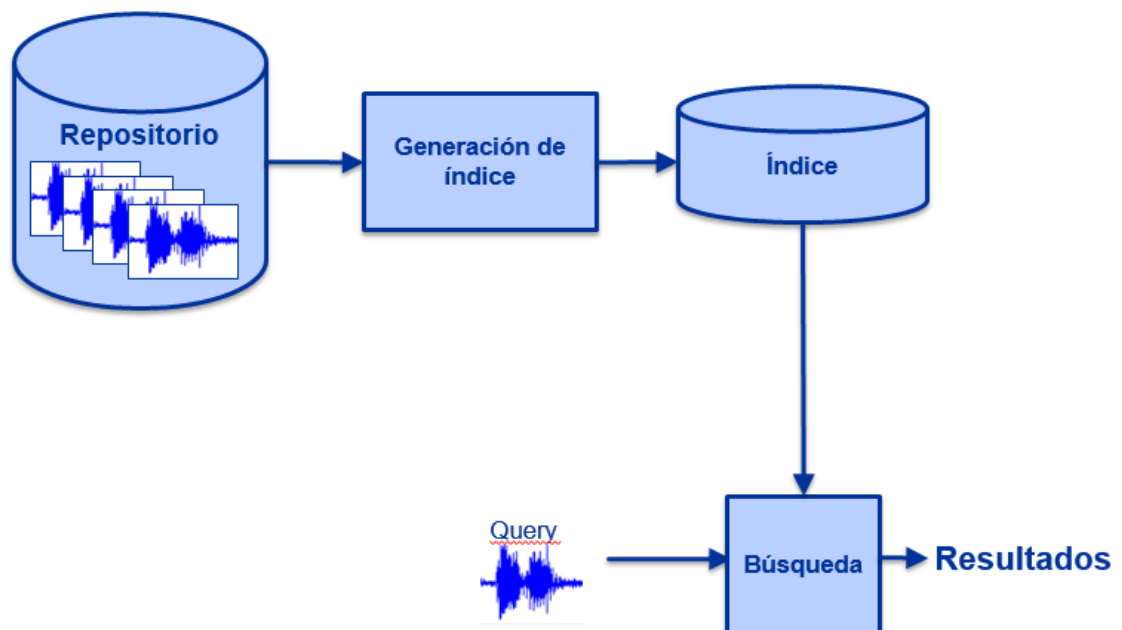 Repositorio
Generación de
índice
Índice
Query
Búsqueda
Resultados